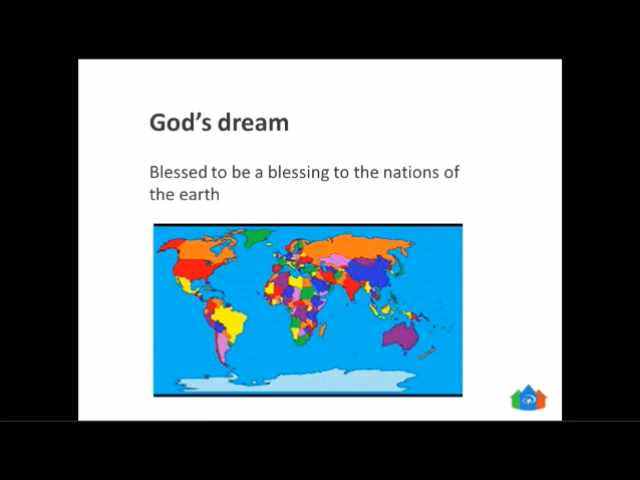 God's dream
Blessed to be a blessing to the nations of
the earth